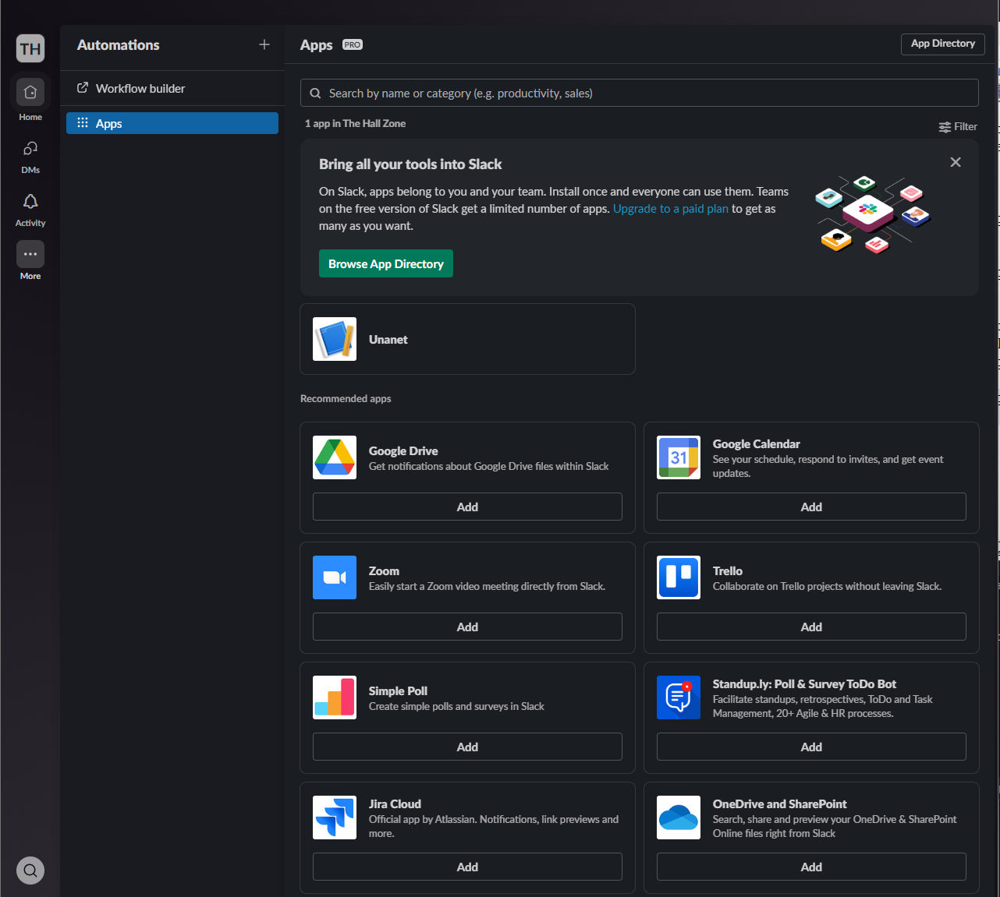 TH
Home
DMs
Activity
More
Automations
Workflow builder
Apps
Apps PRO
App Directory
Search by name or category (e.g. productivity, sales)
1 app in The Hall Zone
Filter
Bring all your tools into Slack
On Slack, apps belong to you and your team. Install once and everyone can use them. Teams
on the free version of Slack get a limited number of apps. Upgrade to a paid plan to get as
many as you want.
Browse App Directory
Unanet
Recommended apps
Google Drive
Get notifications about Google Drive files within Slack
Add
31
Google Calendar
See your schedule, respond to invites, and get event
updates.
Add
Zoom
Easily start a Zoom video meeting directly from Slack.
Add
Trello
Collaborate on Trello projects without leaving Slack.
Add
Simple Poll
Create simple polls and surveys in Slack
Add
Standup.ly: Poll & Survey ToDo Bot
Facilitate standups, retrospectives, ToDo and Task
Management, 20+ Agile & HR processes.
Add
Jira Cloud
Official app by Atlassian. Notifications, link previews and
more.
Add
OneDrive and SharePoint
Search, share and preview your OneDrive & SharePoint
Online files right from Slack
Add